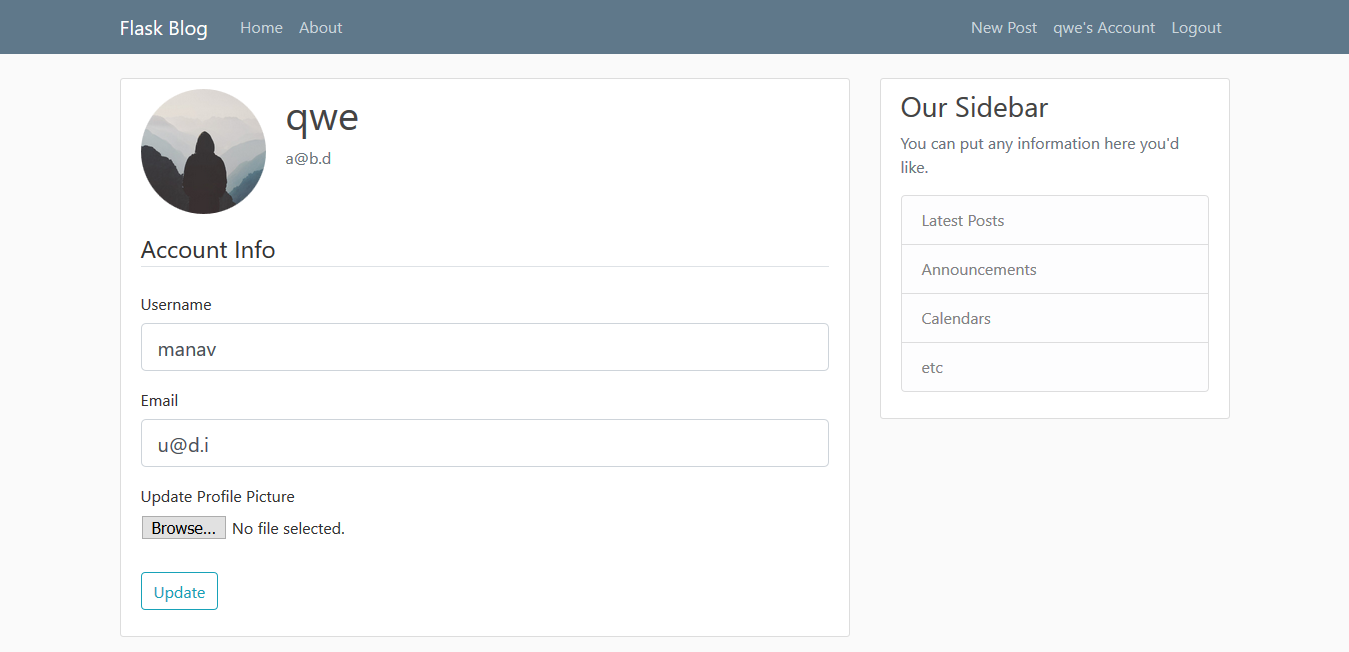 Flask Blog Home About New Post qwe's Account Logout
qwe
a@b.d
Account Info
Username
manav
Email
u@d.i
Update Profile Picture
Browse... No file selected.
Update
Our Sidebar
You can put any information here you'd
like.
Latest Posts
Announcements
Calendars
etc